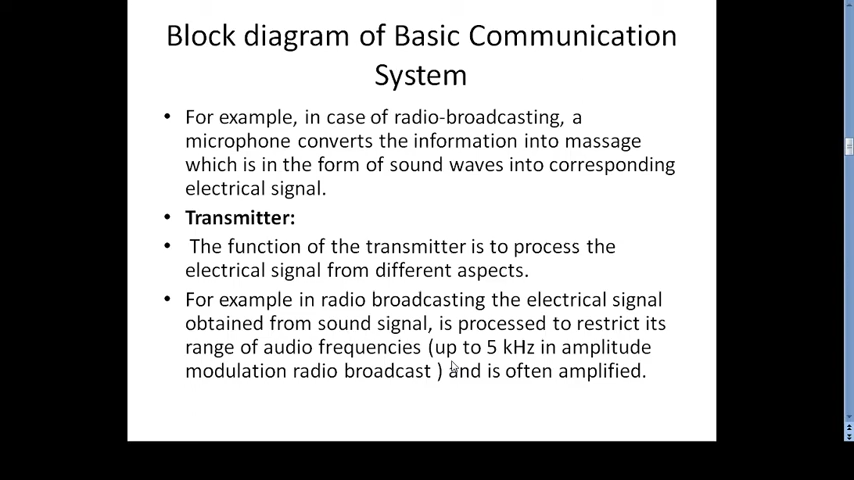 Block diagram of Basic Communication
System
• For example, in case of radio-broadcasting, a
microphone converts the information into massage
which is in the form of sound waves into corresponding
electrical signal.
• Transmitter:
• The function of the transmitter is to process the
electrical signal from different aspects.
• For example in radio broadcasting the electrical signal
obtained from sound signal, is processed to restrict its
range of audio frequencies (up to 5 kHz in amplitude
modulation radio broadcast ) and is often amplified.